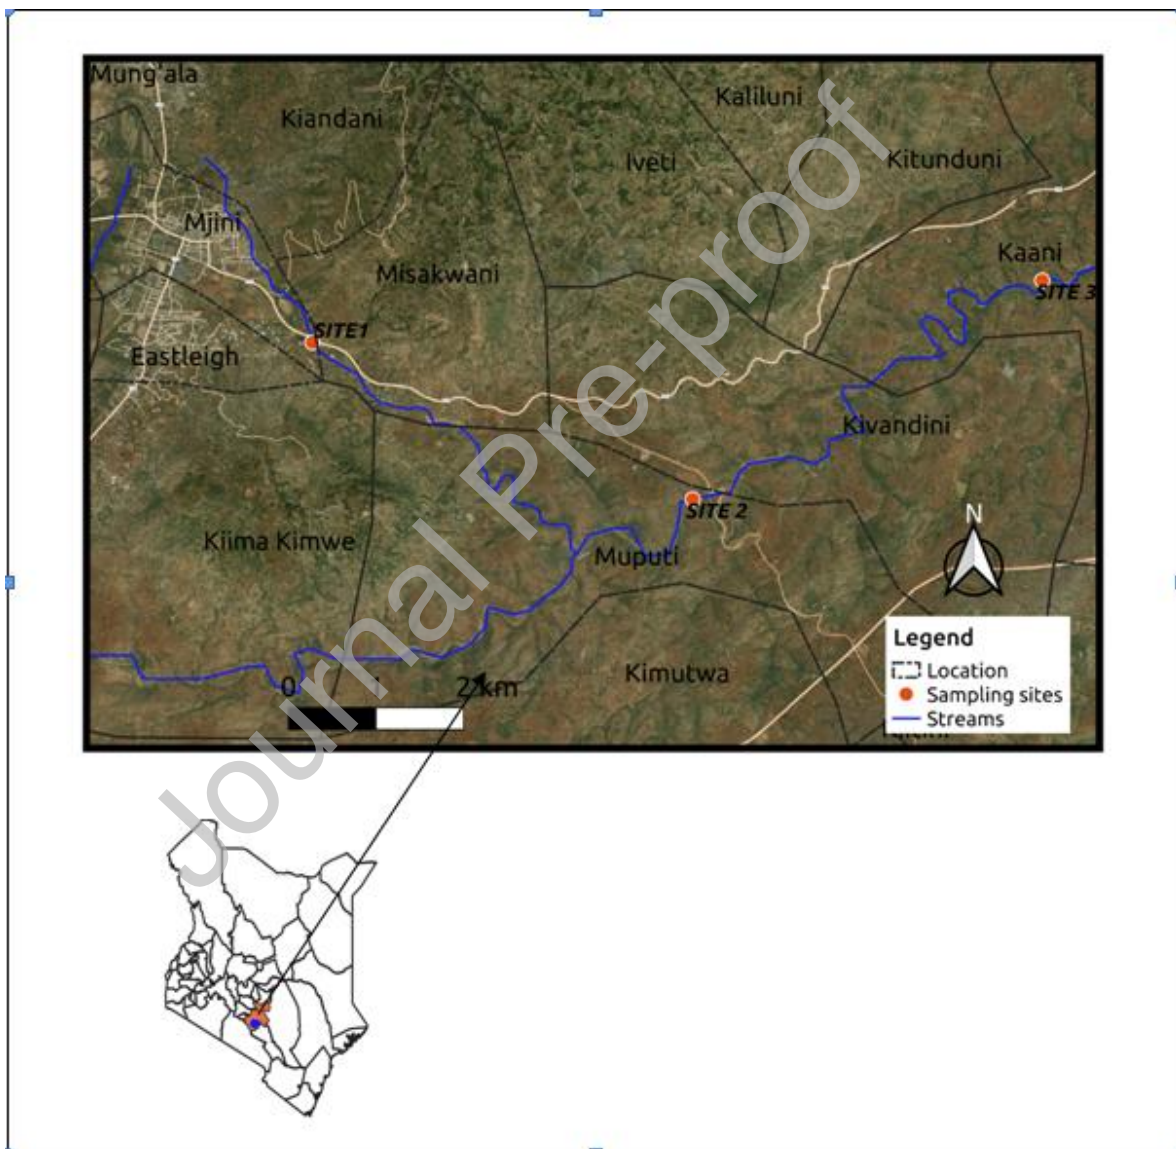 Mung'ala
Kiandani
Kaliluni
Iveti
Kitunduni
Mjini
Misakwani
Kaani
SITE 3
SITE1
Eastleigh
Kivandini
SITE 2
Kiima Kimwe
Muputi
N
Kimutwa
Legend
Location
Sampling sites
Streams
0 1 2 km
Journal Pre-proof